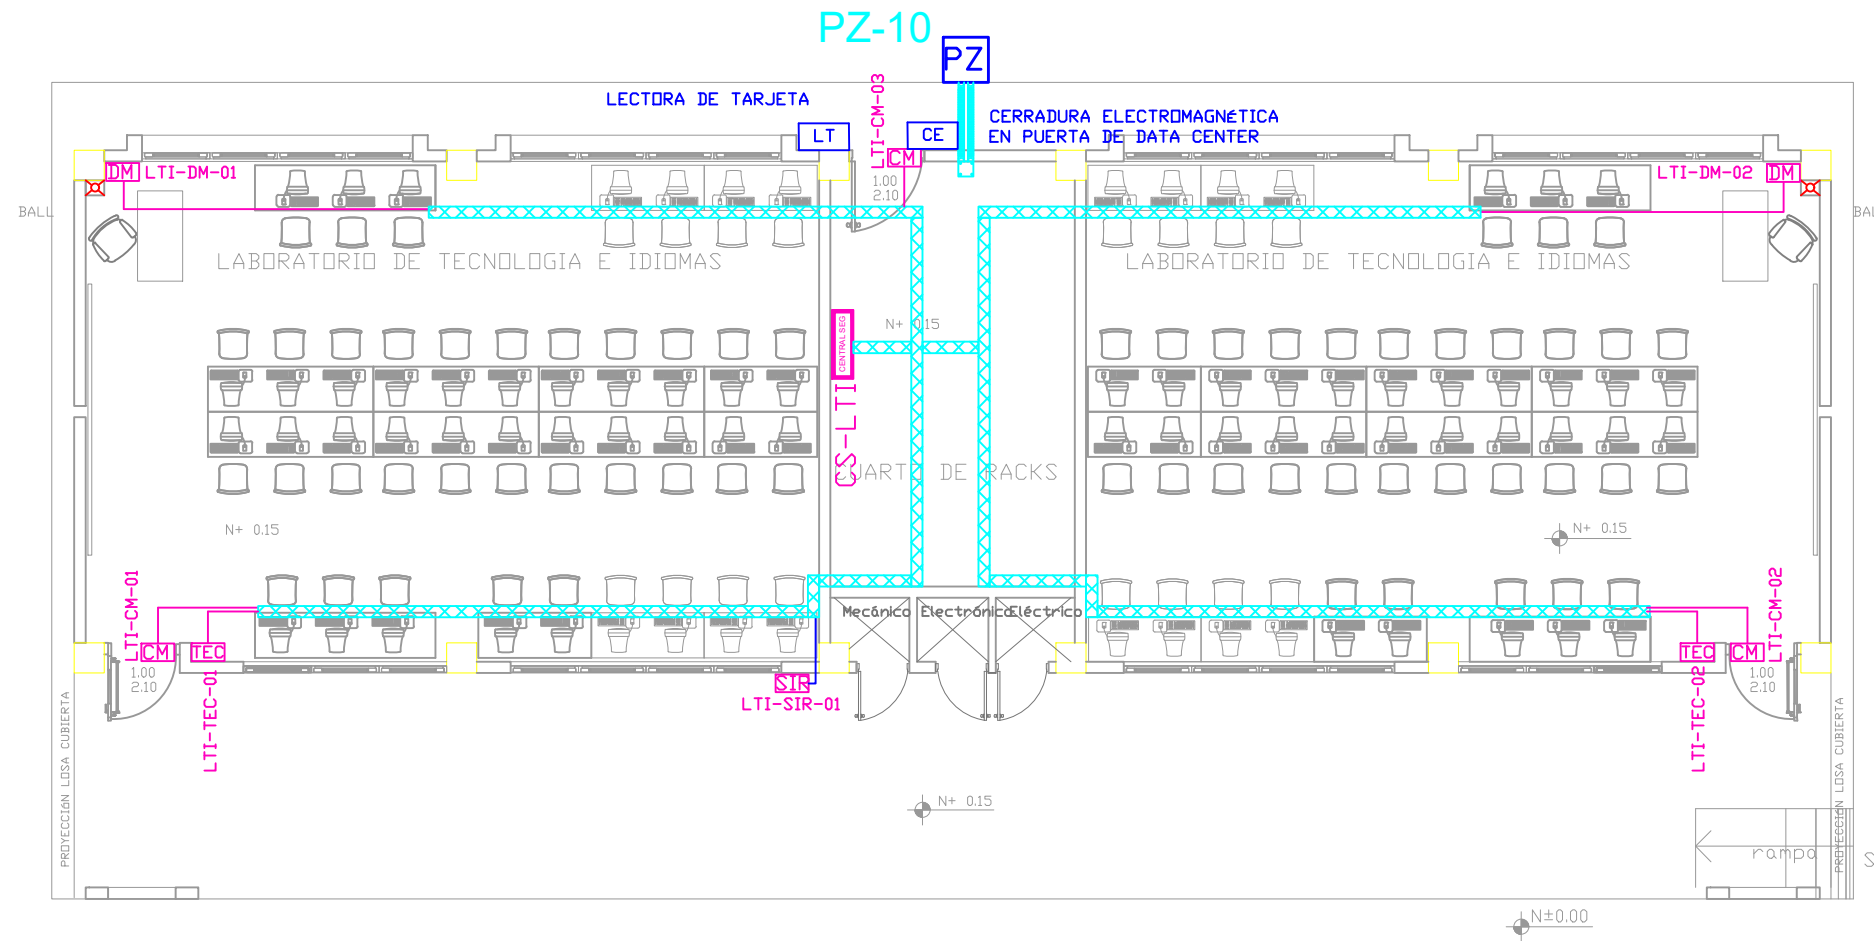 PZ-10
PZ
LECTORA DE TARJETA
LT
LTI-CM-03
CE
CERRADURA ELECTROMAGNÉTICA
EN PUERTA DE DATA CENTER
DM
LTI-DM-01
CM
1.00
2.10
LTI-DM-02
DM
BALL
BAL
LABORATORIO DE TECNOLOGIA E IDIOMAS
LABORATORIO DE TECNOLOGIA E IDIOMAS
N+ 0.15
CENTRAL SEG
CS-LTI
CUARTO DE RACKS
N+ 0.15
N+ 0.15
LTI-CM-01
Mecánico
Electrónico
Eléctrico
LTI-CM-02
CM
TEC
TEC
CM
1.00
2.10
SIR
LTI-SIR-01
1.00
2.10
LTI-TEC-01
LTI-TEC-02
PROYECCIÓN LOSA CUBIERTA
PROYECCIÓN LOSA CUBIERTA
N+ 0.15
rampa
S
N±0.00